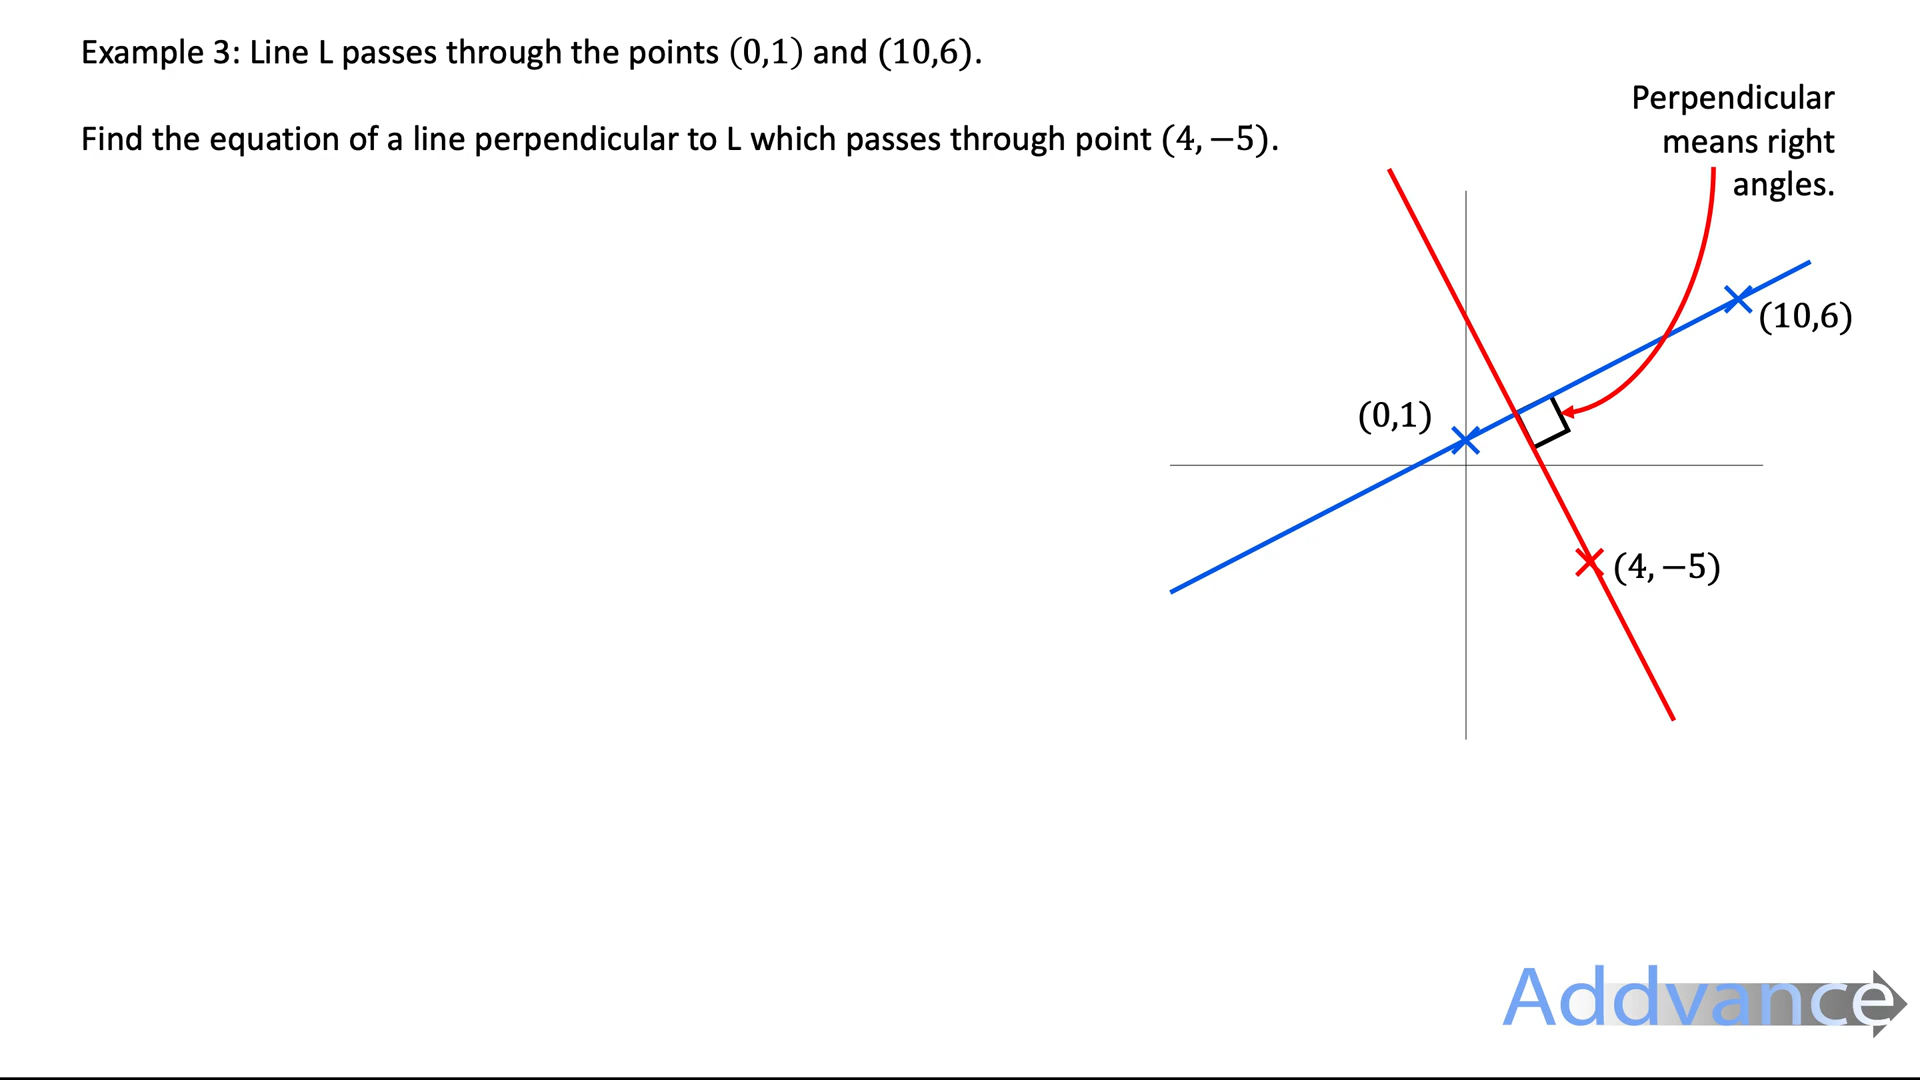 Example 3: Line L passes through the points (0,1) and (10,6).
Find the equation of a line perpendicular to L which passes through point (4, −5).
Perpendicular
means right
angles.
(10,6)
(0,1)
(4, −5)
Addvance